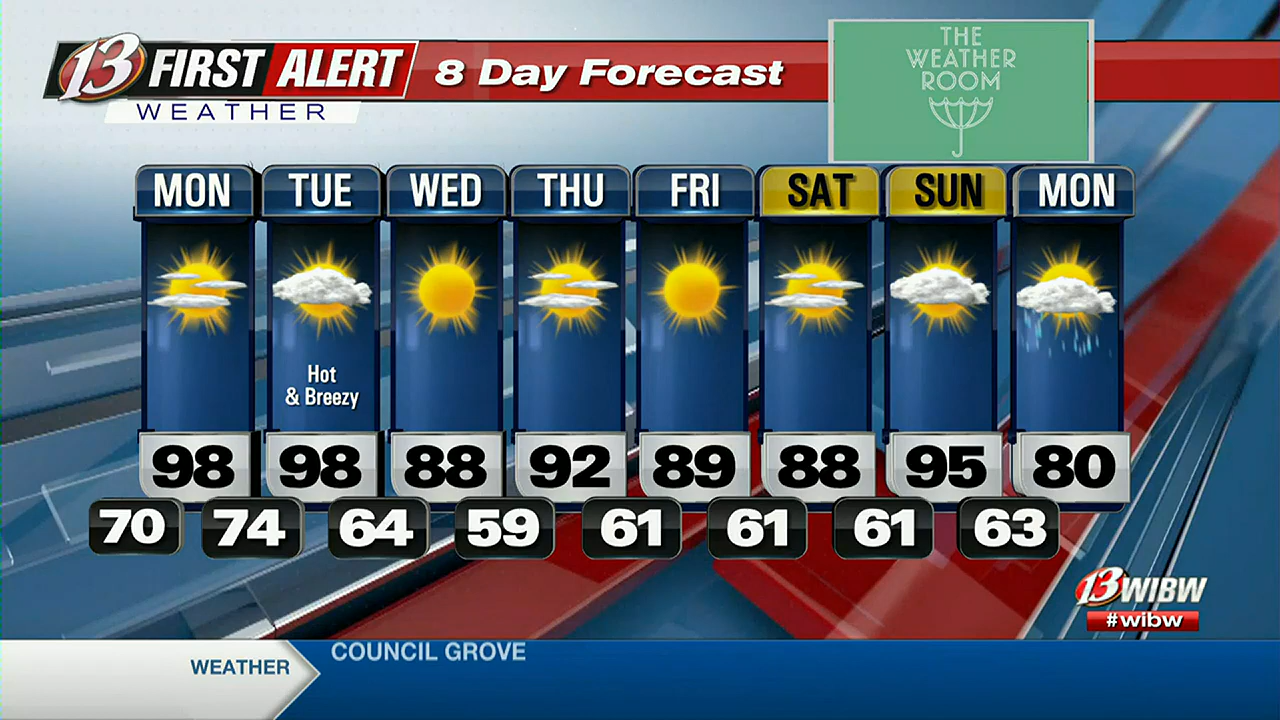 13 FIRST ALERT
WEATHER
8 Day Forecast
THE
WEATHER
ROOM
MON TUE WED THU FRI SAT SUN MON
Hot
& Breezy
98 98 88 92 89 88 95 80
70 74 64 59 61 61 61 63
13 WIBW
#wibw
WEATHER
COUNCIL GROVE